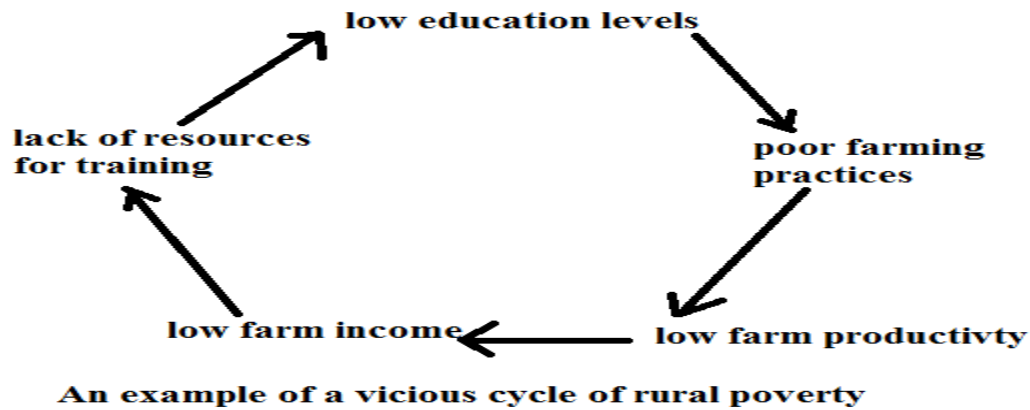 low education levels
poor farming
practices
low farm productivty
low farm income
lack of resources
for training
An example of a vicious cycle of rural poverty